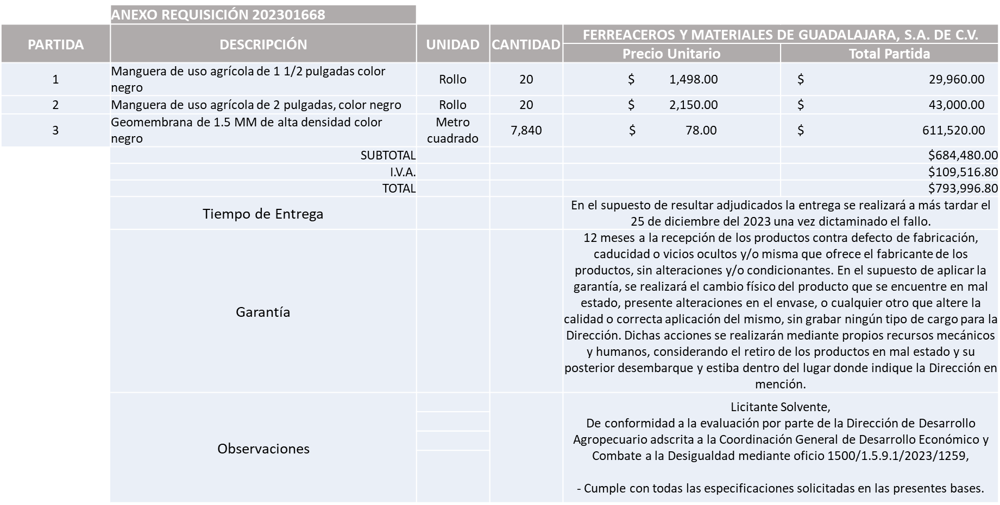 ANEXO REQUISICIÓN 202301668
PARTIDA DESCRIPCIÓN UNIDAD CANTIDAD FERREACEROS Y MATERIALES DE GUADALAJARA, S.A. DE C.V.
Precio Unitario Total Partida
1 Manguera de uso agrícola de 1 1/2 pulgadas color
negro Rollo 20 $ 1,498.00 $ 29,960.00
2 Manguera de uso agrícola de 2 pulgadas, color negro Rollo 20 $ 2,150.00 $ 43,000.00
3 Geomembrana de 1.5 MM de alta densidad color
negro Metro
cuadrado 7,840 $ 78.00 $ 611,520.00
SUBTOTAL $684,480.00
I.V.A. $109,516.80
TOTAL $793,996.80
Tiempo de Entrega
En el supuesto de resultar adjudicados la entrega se realizará a más tardar el
25 de diciembre del 2023 una vez dictaminado el fallo.
Garantía
12 meses a la recepción de los productos contra defecto de fabricación,
caducidad o vicios ocultos y/o misma que ofrece el fabricante de los
productos, sin alteraciones y/o condicionantes. En el supuesto de aplicar la
garantía, se realizará el cambio físico del producto que se encuentre en mal
estado, presente alteraciones en el envase, o cualquier otro que altere la
calidad o correcta aplicación del mismo, sin grabar ningún tipo de cargo para la
Dirección. Dichas acciones se realizarán mediante propios recursos mecánicos
y humanos, considerando el retiro de los productos en mal estado y su
posterior desembarque y estiba dentro del lugar donde indique la Dirección en
mención.
Observaciones
Licitante Solvente,
De conformidad a la evaluación por parte de la Dirección de Desarrollo
Agropecuario adscrita a la Coordinación General de Desarrollo Económico y
Combate a la Desigualdad mediante oficio 1500/1.5.9.1/2023/1259,
- Cumple con todas las especificaciones solicitadas en las presentes bases.